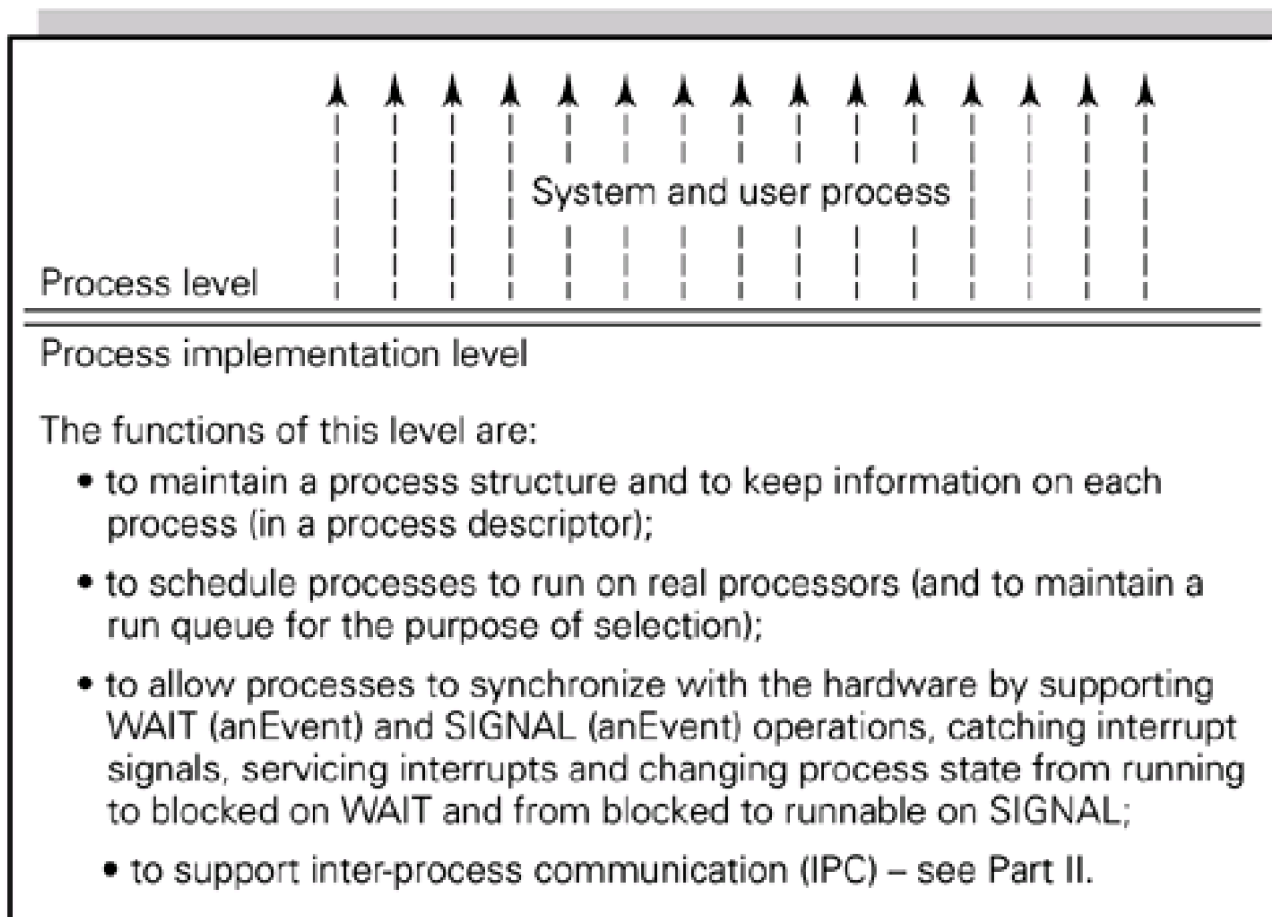 System and user process
Process level
Process implementation level
The functions of this level are:
• to maintain a process structure and to keep information on each
process (in a process descriptor);
• to schedule processes to run on real processors (and to maintain a
run queue for the purpose of selection);
• to allow processes to synchronize with the hardware by supporting
WAIT (anEvent) and SIGNAL (anEvent) operations, catching interrupt
signals, servicing interrupts and changing process state from running
to blocked on WAIT and from blocked to runnable on SIGNAL;
• to support inter-process communication (IPC) – see Part II.